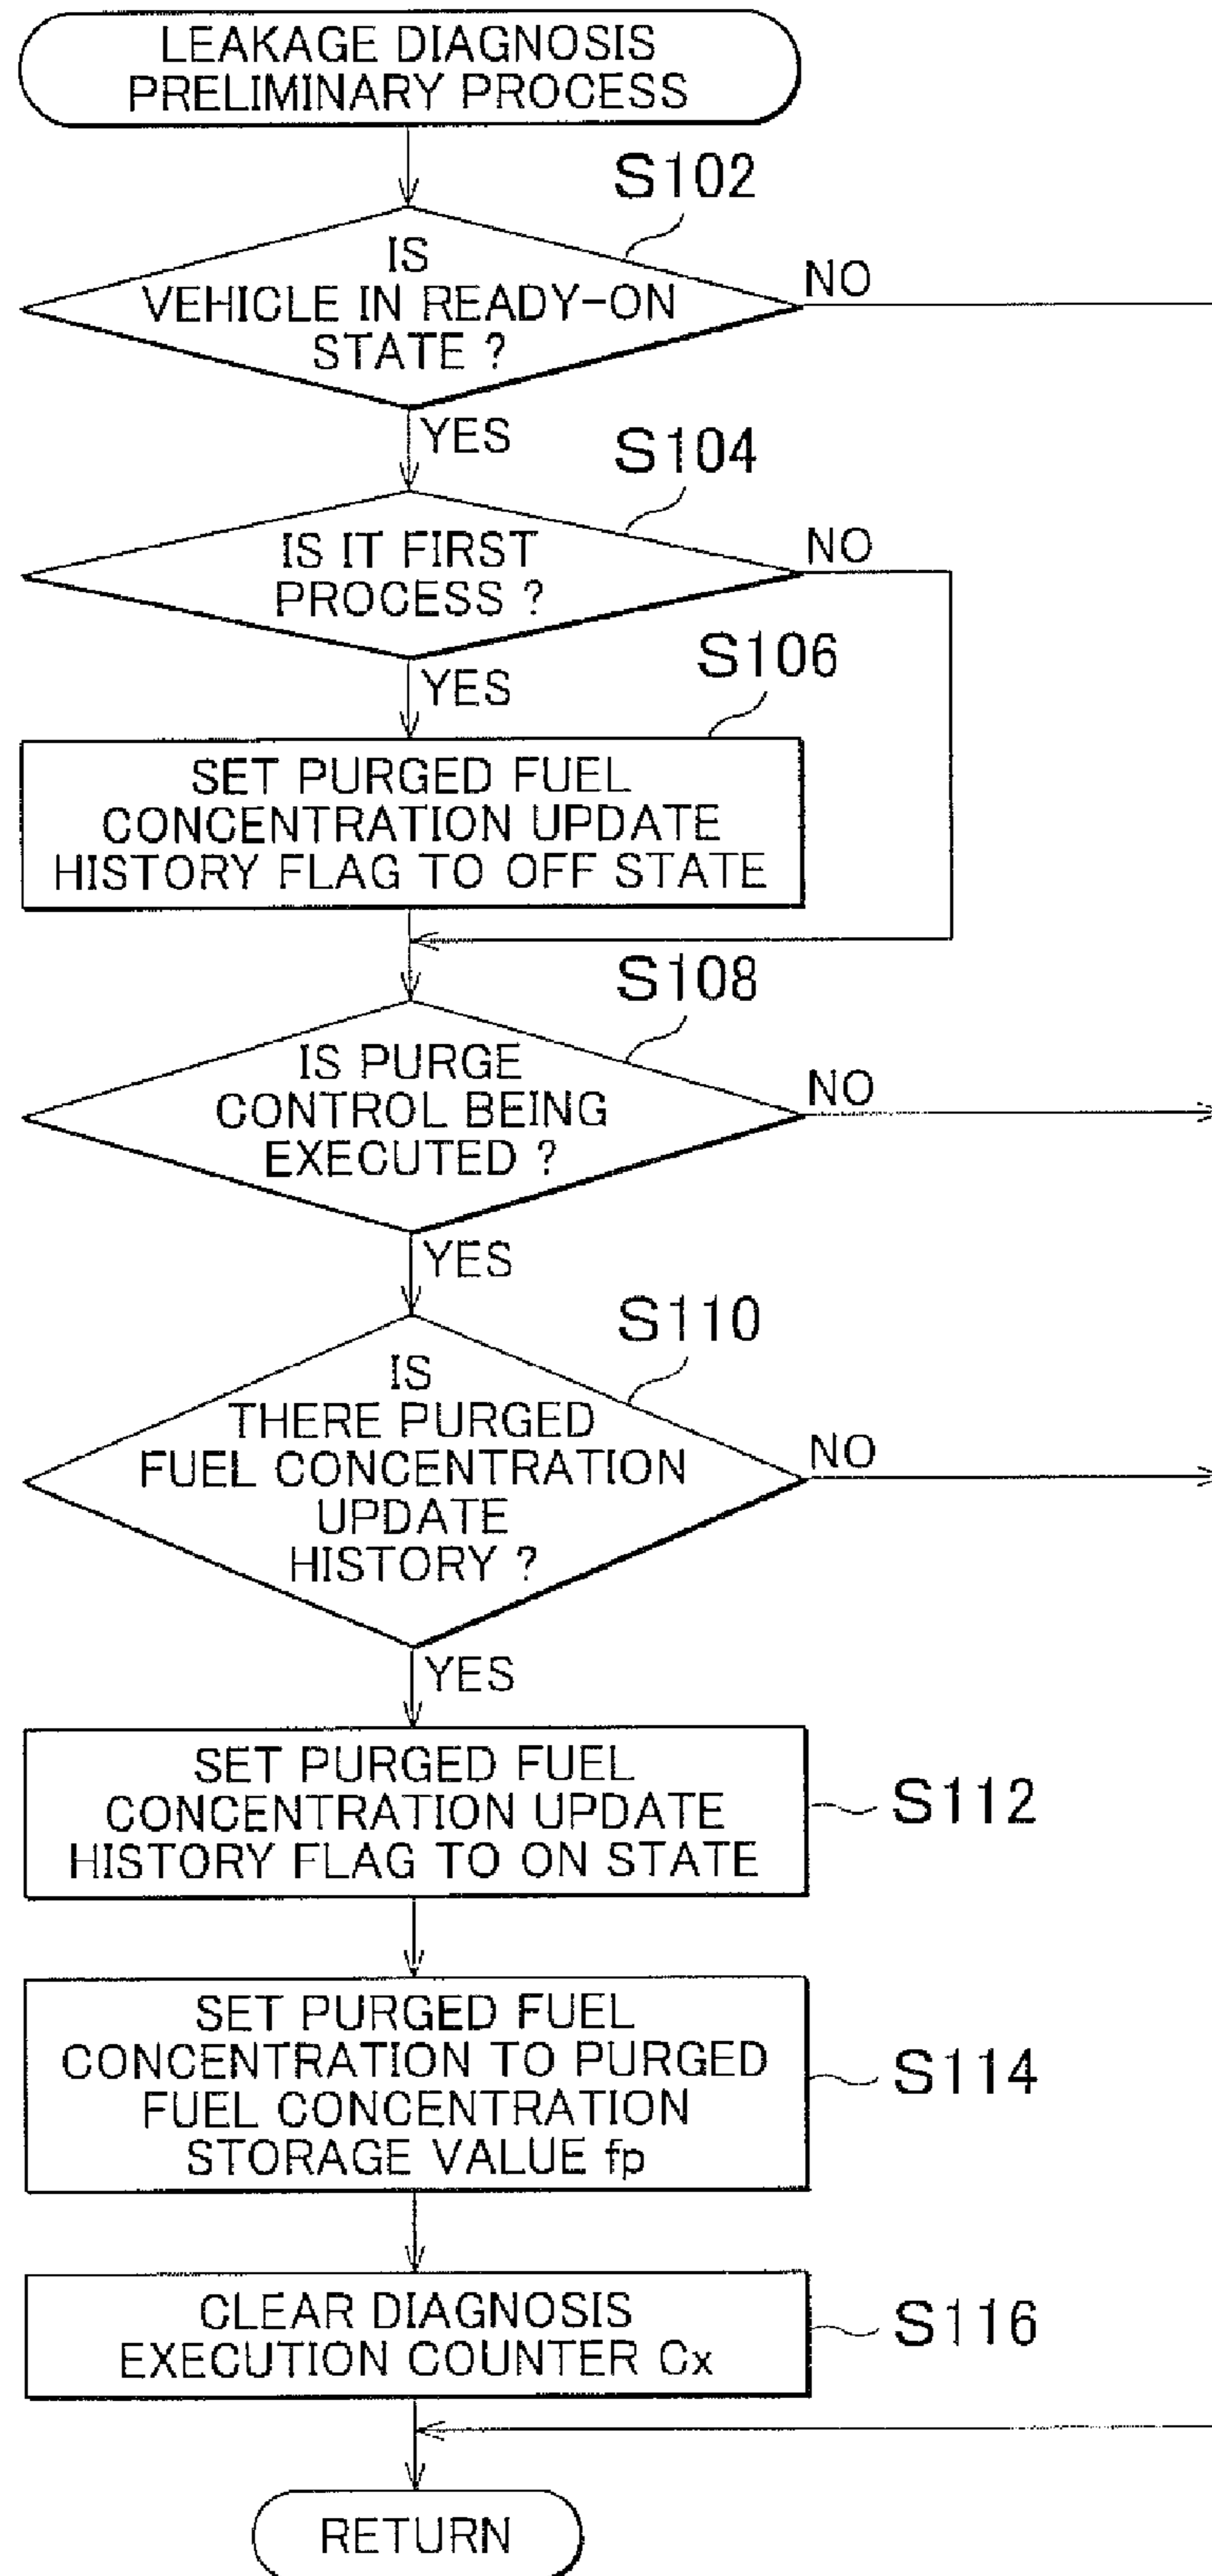 LEAKAGE DIAGNOSIS
PRELIMINARY PROCESS
S102
IS
VEHICLE IN READY-ON
STATE ?
NO
YES
S104
IS IT FIRST
PROCESS ?
NO
YES
S106
SET PURGED FUEL
CONCENTRATION UPDATE
HISTORY FLAG TO OFF STATE
S108
IS PURGE
CONTROL BEING
EXECUTED ?
NO
YES
S110
IS
THERE PURGED
FUEL CONCENTRATION
UPDATE
HISTORY ?
NO
YES
SET PURGED FUEL
CONCENTRATION UPDATE
HISTORY FLAG TO ON STATE
S112
SET PURGED FUEL
CONCENTRATION TO PURGED
FUEL CONCENTRATION
STORAGE VALUE fp
S114
CLEAR DIAGNOSIS
EXECUTION COUNTER Cx
S116
RETURN